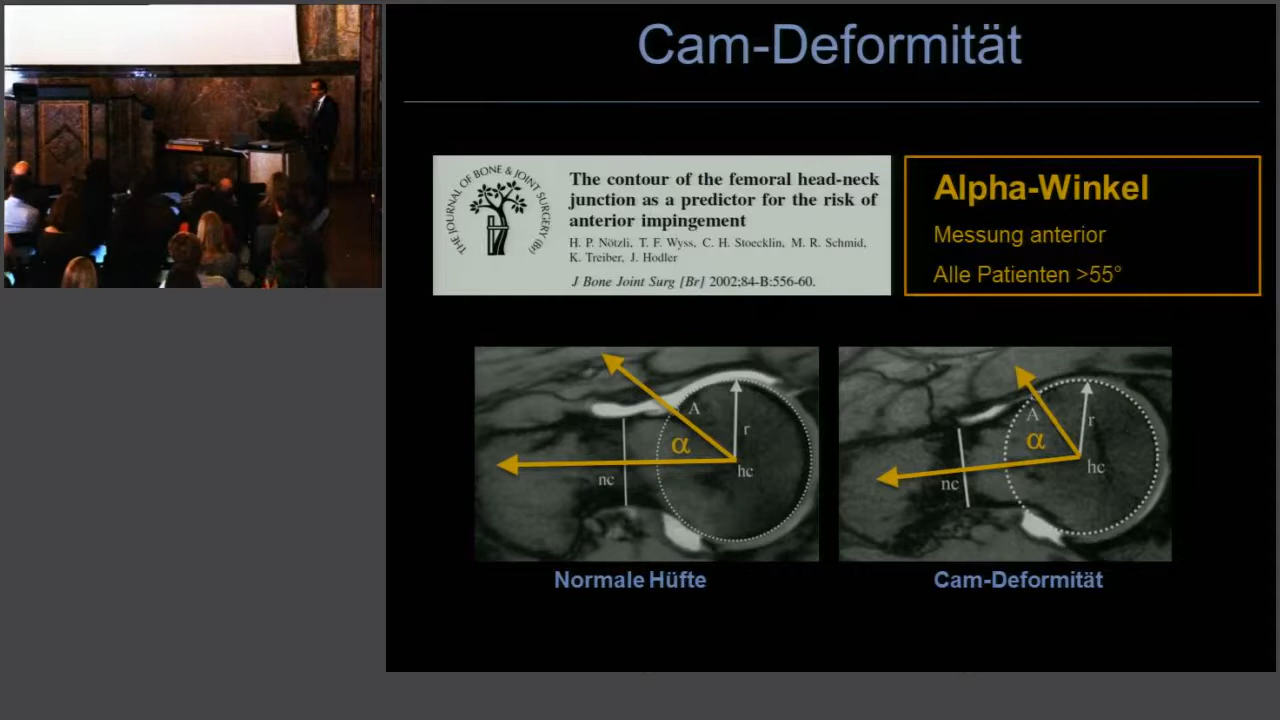 Cam-Deformität
THE JOURNAL OF BONE & JOINT SURGERY (Br)
The contour of the femoral head-neck
junction as a predictor for the risk of
anterior impingement
H. P. Nötzli, T. F. Wyss, C. H. Stoecklin, M. R. Schmid,
K. Treiber, J. Hodler
J Bone Joint Surg [Br] 2002;84-B:556-60.
Alpha-Winkel
Messung anterior
Alle Patienten >55°
A
r
α
hc
nc
A
r
α
hc
nc
Normale Hüfte
Cam-Deformität